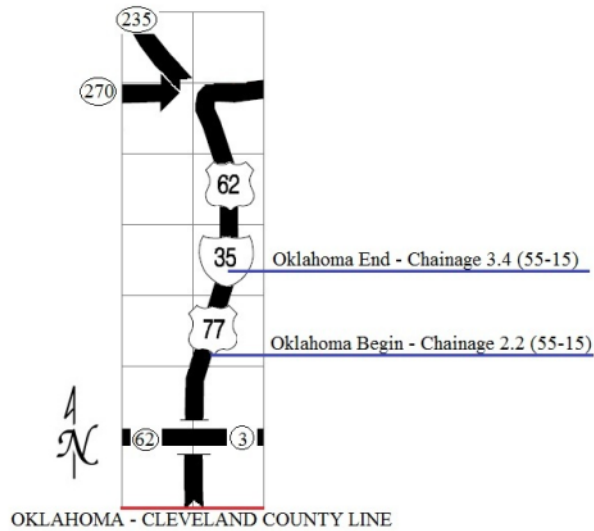 235
270
62
35
Oklahoma End - Chainage 3.4 (55-15)
77
Oklahoma Begin - Chainage 2.2 (55-15)
N
62
3
OKLAHOMA - CLEVELAND COUNTY LINE